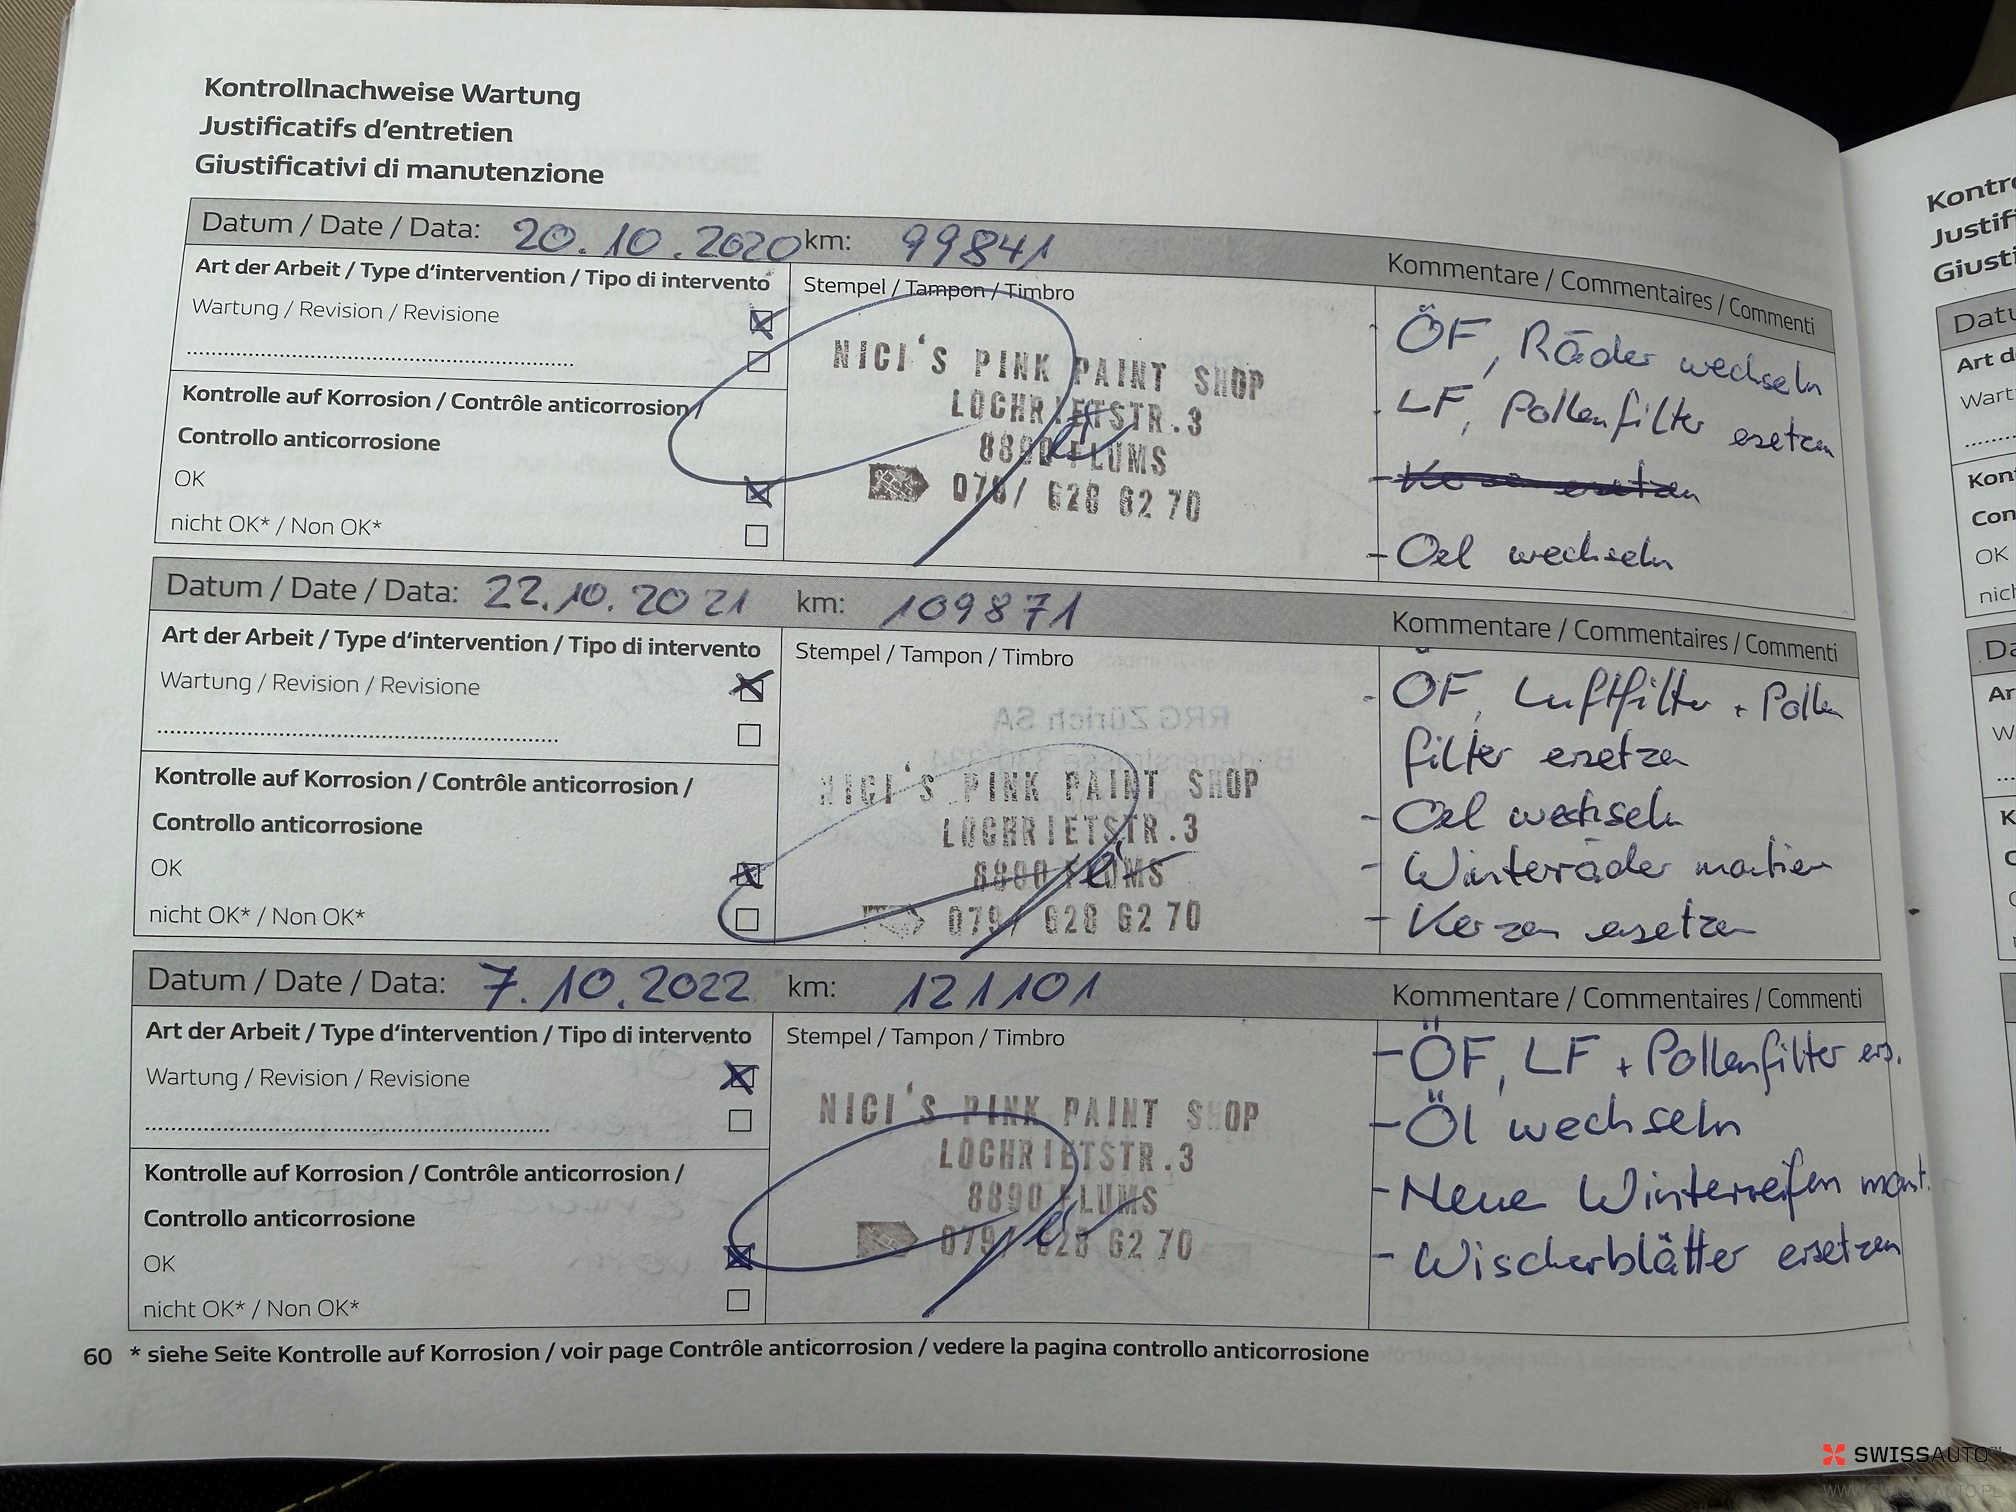 Kontrollnachweise Wartung
Justificatifs d'entretien
Giustificativi di manutenzione
Datum / Date / Data: 20.10.2020 km: 99841
Kommentare / Commentaires / Commenti
Art der Arbeit / Type d'intervention / Tipo di intervento
Wartung / Revision / Revisione
Kontrolle auf Korrosion / Contrôle anticorrosion /
Controllo anticorrosione
OK
nicht OK* / Non OK*
Stempel / Tampon / Timbro
NICI'S PINK PAINT SHOP
LOCHRIETSTR.3
8890 FLUMS
079/ 628 62 70
- ÖF, Räder wechseln
- LF, Pollenfilter ersetzen
- Oel wechseln
Datum / Date / Data: 22.10.2021 km: 109871
Kommentare / Commentaires / Commenti
Art der Arbeit / Type d'intervention / Tipo di intervento
Wartung / Revision / Revisione
Kontrolle auf Korrosion / Contrôle anticorrosion /
Controllo anticorrosione
OK
nicht OK* / Non OK*
Stempel / Tampon / Timbro
NICI'S PINK PAINT SHOP
LOCHRIETSTR.3
8890 FLUMS
079/ 628 62 70
- ÖF, Luftfilter + Pollen
filter ersetzen
- Oel wechseln
- Winterräder
- Kerzen ersetzen
Datum / Date / Data: 7.10.2022 km: 121101
Kommentare / Commentaires / Commenti
Art der Arbeit / Type d'intervention / Tipo di intervento
Wartung / Revision / Revisione
Kontrolle auf Korrosion / Contrôle anticorrosion /
Controllo anticorrosione
OK
nicht OK* / Non OK*
Stempel / Tampon / Timbro
NICI'S PINK PAINT SHOP
LOCHRIETSTR.3
8890 FLUMS
079/ 628 62 70
- ÖF, LF + Pollenfilter ers.
- Öl wechseln
- Neue Winterreifen mont.
- Wischerblätter ersetzen
60 * siehe Seite Kontrolle auf Korrosion / voir page Contrôle anticorrosion / vedere la pagina controllo anticorrosione
SWISSAUTO
WWW.SWISSAUTO.PL